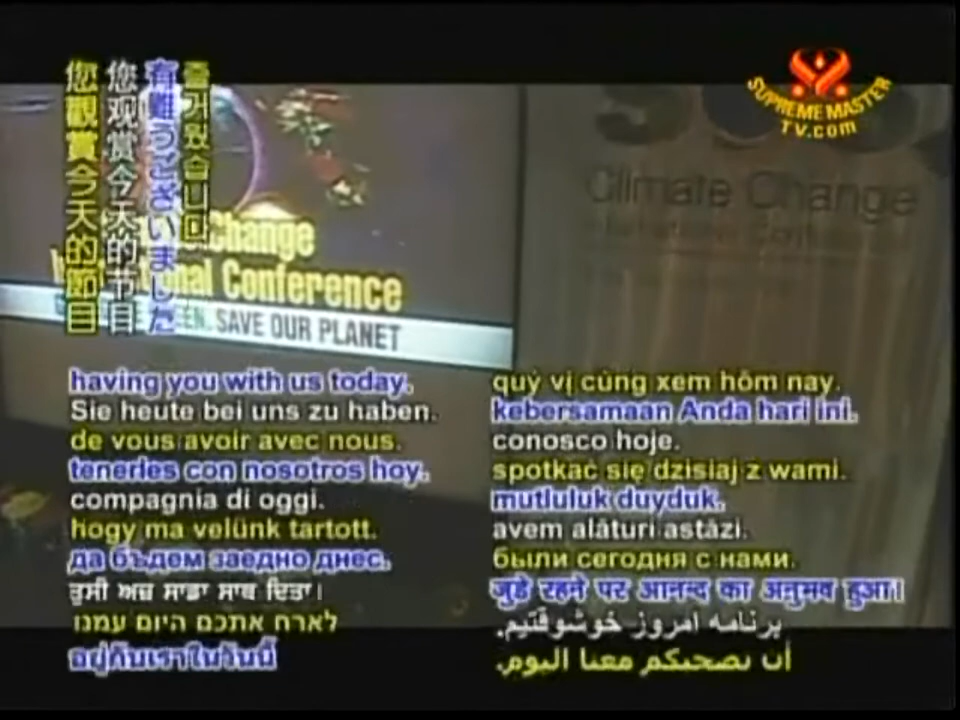 您觀賞今天的節目
您观赏今天的节目
有難うございました
즐거웠습니다
SUPREME MASTER
TV.com
Change
Conference
SAVE OUR PLANET
Climate Change
having you with us today.
Sie heute bei uns zu haben.
de vous avoir avec nous.
tenerles con nosotros hoy.
compagnia di oggi.
hogy ma velünk tartott.
да бъдем заедно днес.
ਤੁਸੀ ਅਜ਼ ਸਾਡਾ ਸਾਥ ਦਿਤਾ।
לארח אתכם היום עמנו
อยู่กับเราในวันนี้
quý vị cùng xem hôm nay.
kebersamaan Anda hari ini.
conosco hoje.
spotkać się dzisiaj z wami.
mutluluk duyduk.
avem alături astăzi.
были сегодня с нами.
जुड़े रहने पर आनन्द का अनुभव हुआ।
برنامه امروز خوشوقتیم.
أن نصحبكم معنا اليوم.